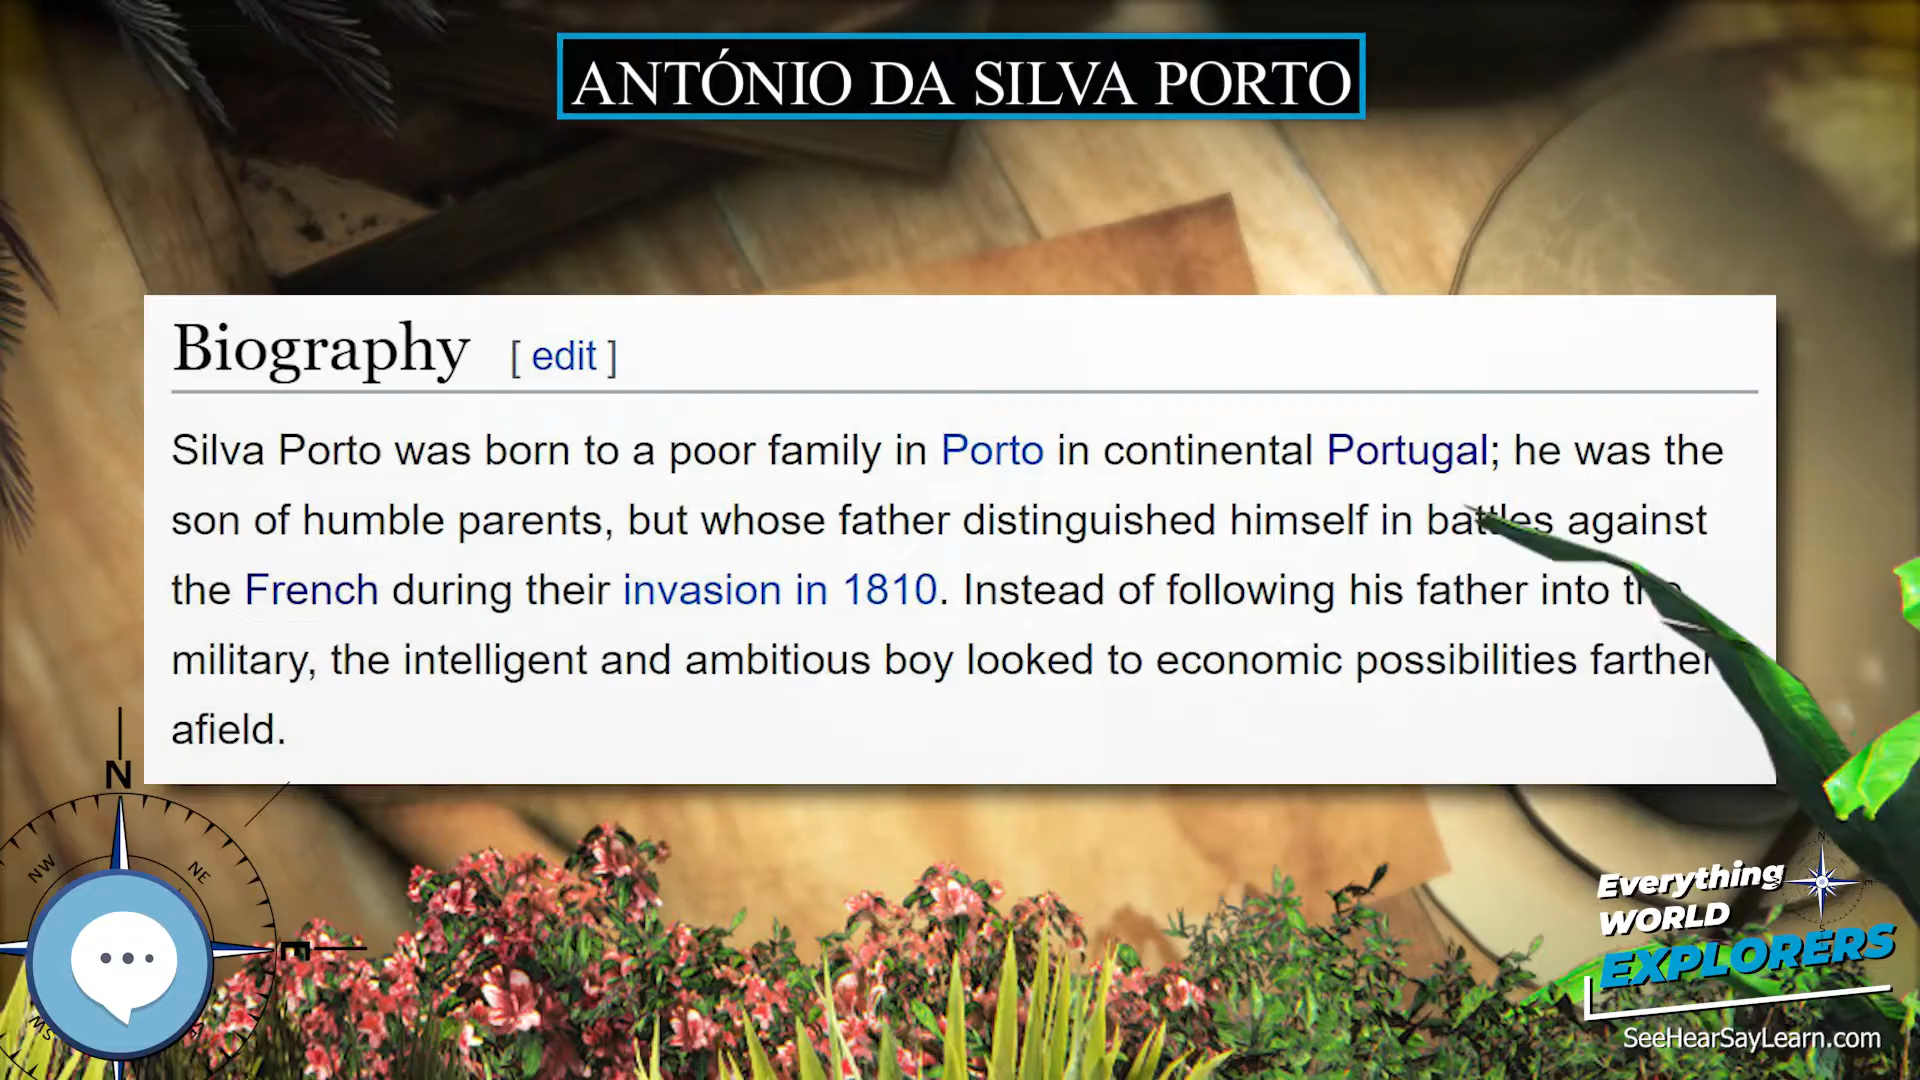 ANTÓNIO DA SILVA PORTO
Biography [ edit ]
Silva Porto was born to a poor family in Porto in continental Portugal; he was the
son of humble parents, but whose father distinguished himself in battles against
the French during their invasion in 1810. Instead of following his father into the
military, the intelligent and ambitious boy looked to economic possibilities farther
afield.
N
NW
NE
E
Everything
WORLD
EXPLORERS
SeeHearSayLearn.com